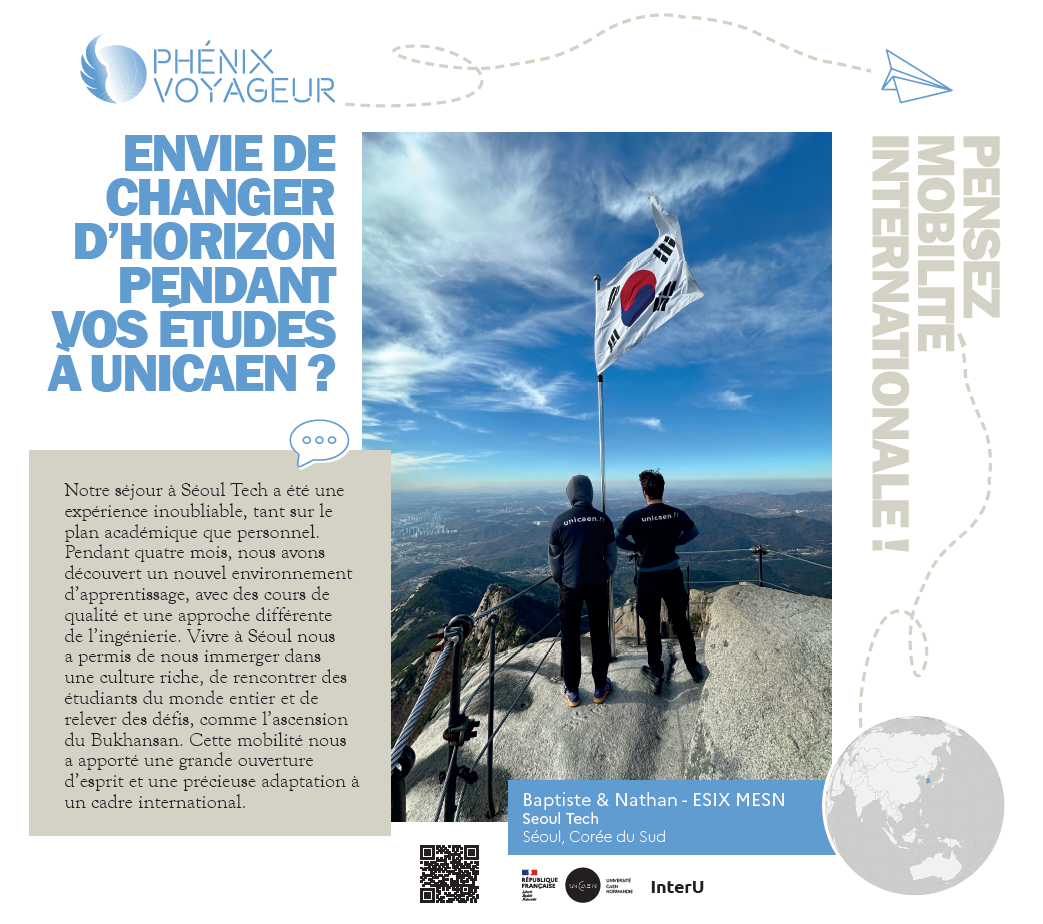 PHÉNIX
VOYAGEUR
ENVIE DE
CHANGER
D'HORIZON
PENDANT
VOS ÉTUDES
À UNICAEN ?
PENSEZ
MOBILITE
INTERNATIONALE !
Notre séjour à Séoul Tech a été une
expérience inoubliable, tant sur le
plan académique que personnel.
Pendant quatre mois, nous avons
découvert un nouvel environnement
d'apprentissage, avec des cours de
qualité et une approche différente
de l'ingénierie. Vivre à Séoul nous
a permis de nous immerger dans
une culture riche, de rencontrer des
étudiants du monde entier et de
relever des défis, comme l'ascension
du Bukhansan. Cette mobilité nous
a apporté une grande ouverture
d'esprit et une précieuse adaptation à
un cadre international.
unicaen.fr
unicaen.fr
Baptiste & Nathan - ESIX MESN
Seoul Tech
Séoul, Corée du Sud
RÉPUBLIQUE
FRANÇAISE
Liberté
Égalité
Fraternité
UNICAEN
UNIVERSITÉ
CAEN
NORMANDIE
InterU